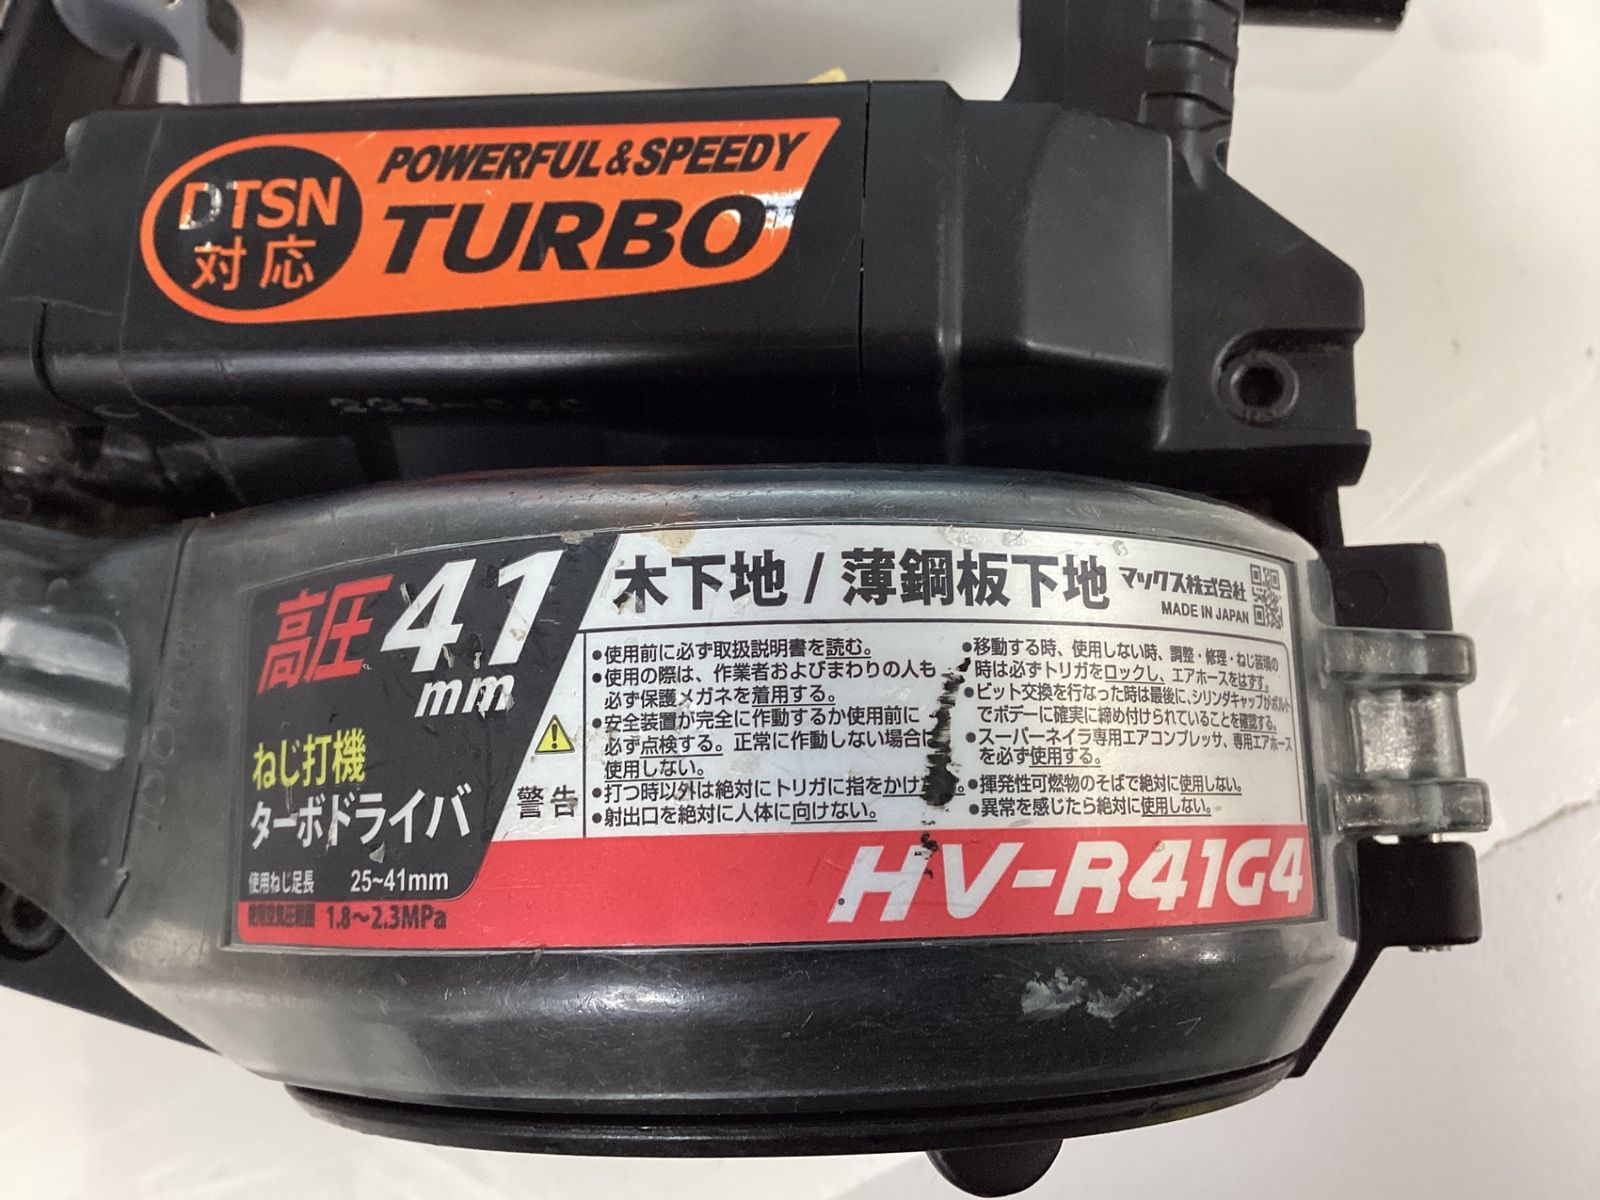 POWERFUL&SPEEDY
DTSN
対応
TURBO
高圧 41
mm
木下地 / 薄鋼板下地
マックス株式会社
MADE IN JAPAN
ねじ打機
ターボドライバ
使用ねじ足長 25~41mm
使用空気圧範囲 1.8~2.3MPa
警告
•使用前に必ず取扱説明書を読む。
•使用の際は、作業者およびまわりの人も
必ず保護メガネを着用する。
•安全装置が完全に作動するか使用前に
必ず点検する。正常に作動しない場合は
使用しない。
•打つ時以外は絶対にトリガに指をかけ
•射出口を絶対に人体に向けない。
•移動する時、使用しない時、調整・修理・ねじ装填の
時は必ずトリガをロックし、エアホースをはずす。
•ビット交換を行なった時は最後に、シリンダキャップがボルト
でボデーに確実に締め付けられていることを確認する。
•スーパーネイラ専用エアコンプレッサ、専用エアホース
を必ず使用する。
•揮発性可燃物のそばで絶対に使用しない。
•異常を感じたら絶対に使用しない。
HV-R41G4